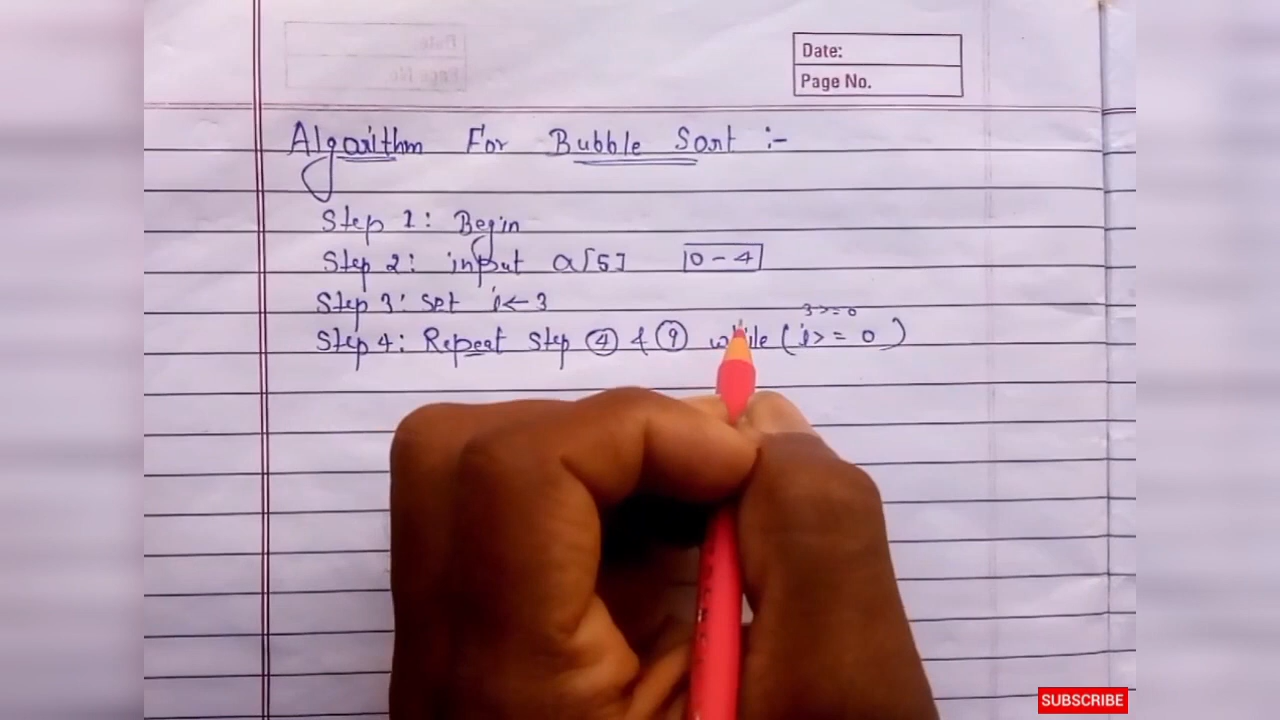 Date:
Page No.
Algorithm For Bubble Sort :-
Step 1: Begin
Step 2: input a[5] 0-4
Step 3: set i←3
3>=0
Step 4: Repeat Step 4 & 9 while (i>=0)
SUBSCRIBE